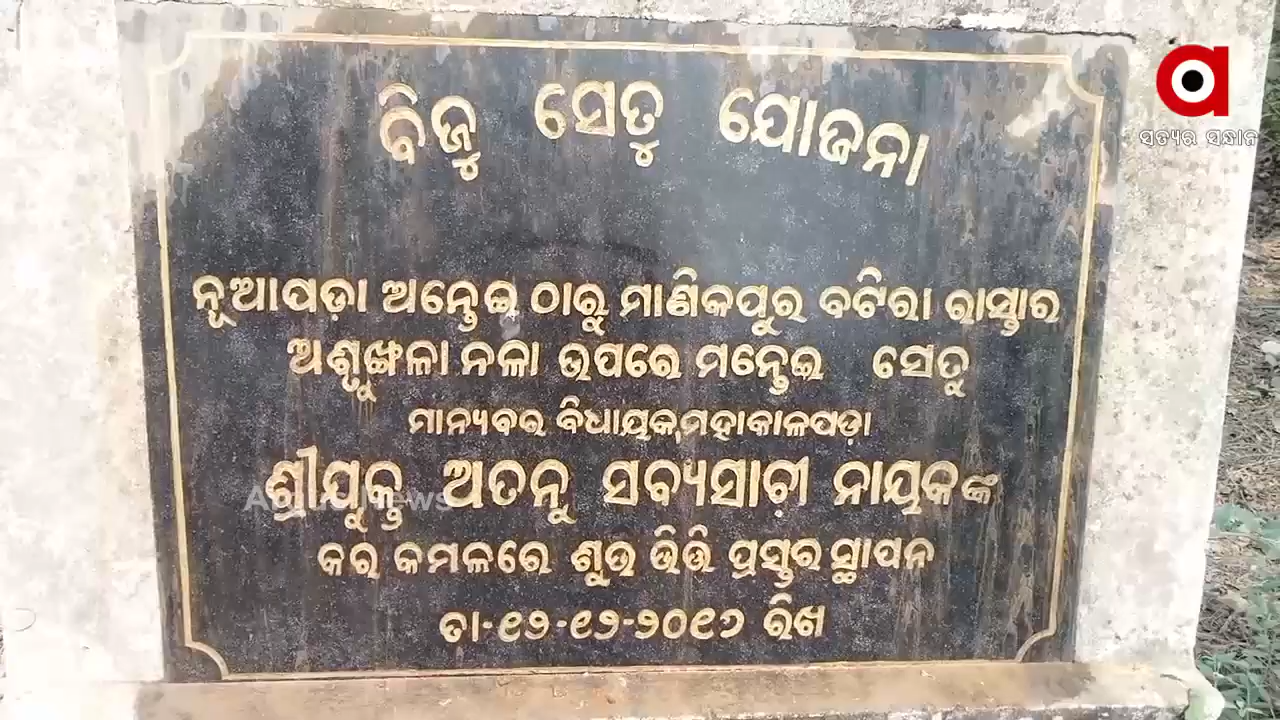 ବିଜୁ ସେତୁ ଯୋଜନା
ସତ୍ୟର ସନ୍ଧାନ
ନୂଆପଡ଼ା ଅନ୍ତେଇ ଠାରୁ ମାଣିକପୁର ବଟିରା ରାସ୍ତାର
ଅଶୃଙ୍ଖଳା ନଳା ଉପରେ ମନ୍ତେଇ ସେତୁ
ମାନ୍ୟବର ବିଧାୟକ,ମହାକାଳପଡ଼ା
ଶ୍ରୀଯୁକ୍ତ ଅତନୁ ସବ୍ୟସାଚୀ ନାୟକଙ୍କ
କର କମଳରେ ଶୁଭ ଭିତ୍ତି ପ୍ରସ୍ତର ସ୍ଥାପନ
ତା-୧୨-୧୨-୨୦୧୬ ରିଖ